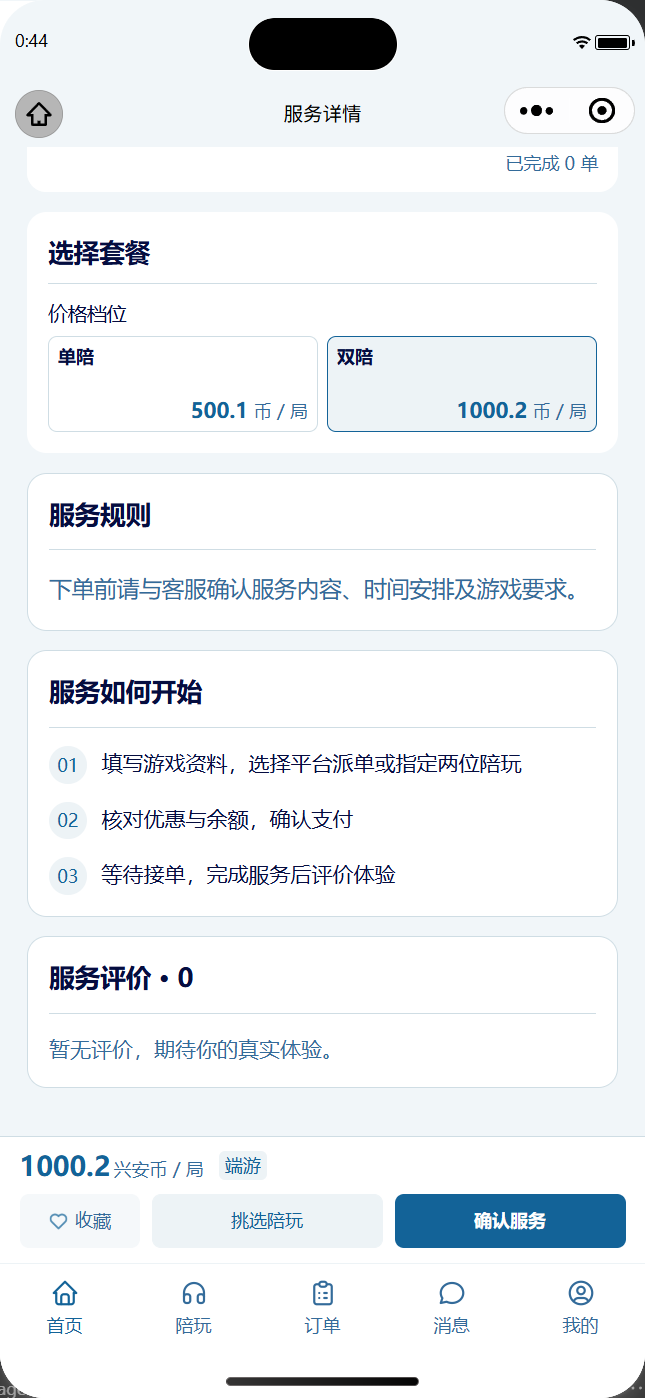 0:44
服务详情
已完成 0 单
选择套餐
价格档位
单陪
500.1 币 / 局
双陪
1000.2 币 / 局
服务规则
下单前请与客服确认服务内容、时间安排及游戏要求。
服务如何开始
01 填写游戏资料，选择平台派单或指定两位陪玩
02 核对优惠与余额，确认支付
03 等待接单，完成服务后评价体验
服务评价 • 0
暂无评价，期待你的真实体验。
1000.2 兴安币 / 局 端游
收藏 挑选陪玩 确认服务
首页 陪玩 订单 消息 我的